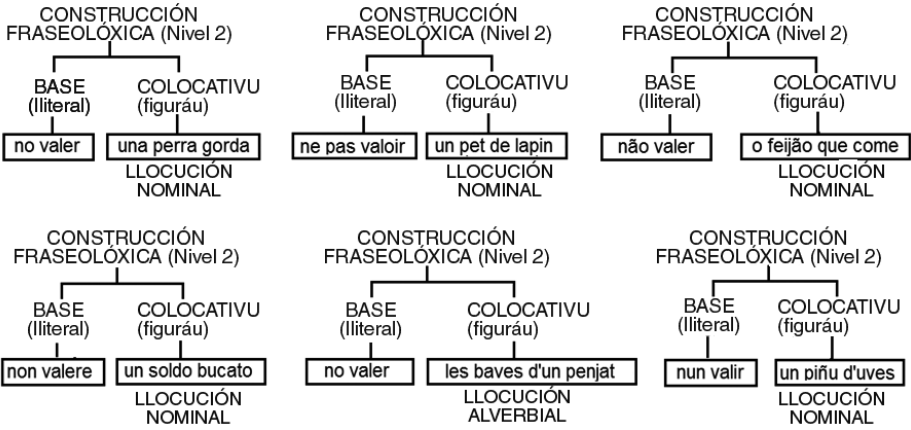 CONSTRUCCIÓN
FRASEOLÓXICA (Nivel 2)
BASE
(lliteral)
COLOCATIVU
(figuráu)
no valer
una perra gorda
LLOCUCIÓN
NOMINAL
CONSTRUCCIÓN
FRASEOLÓXICA (Nivel 2)
BASE
(lliteral)
COLOCATIVU
(figuráu)
ne pas valoir
un pet de lapin
LLOCUCIÓN
NOMINAL
CONSTRUCCIÓN
FRASEOLÓXICA (Nivel 2)
BASE
(lliteral)
COLOCATIVU
(figuráu)
não valer
o feijão que come
LLOCUCIÓN
NOMINAL
CONSTRUCCIÓN
FRASEOLÓXICA (Nivel 2)
BASE
(lliteral)
COLOCATIVU
(figuráu)
non valere
un soldo bucato
LLOCUCIÓN
NOMINAL
CONSTRUCCIÓN
FRASEOLÓXICA (Nivel 2)
BASE
(lliteral)
COLOCATIVU
(figuráu)
no valer
les baves d'un penjat
LLOCUCIÓN
ALVERBIAL
CONSTRUCCIÓN
FRASEOLÓXICA (Nivel 2)
BASE
(lliteral)
COLOCATIVU
(figuráu)
nun valir
un piñu d'uves
LLOCUCIÓN
NOMINAL